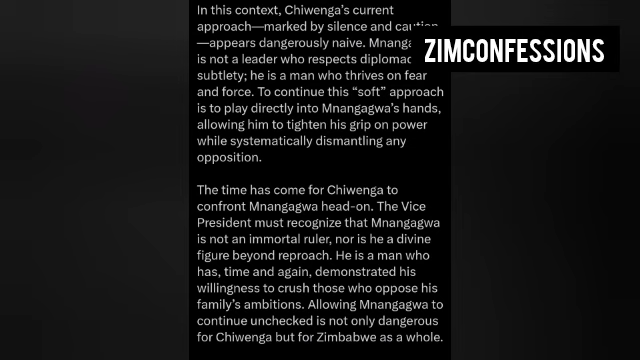 In this context, Chiwenga's current
approach—marked by silence and caution
—appears dangerously naive.
is not a leader who respects
subtlety; he is a man who thrives on fear
and force. To continue this “soft” approach
is to play directly into Mnangagwa's hands,
allowing him to tighten his grip on power
while systematically dismantling any
opposition.
ZIMCONFESSIONS
The time has come for Chiwenga to
confront Mnangagwa head-on. The Vice
President must recognize that Mnangagwa
is not an immortal ruler, nor is he a divine
figure beyond reproach. He is a man who
has, time and again, demonstrated his
willingness to crush those who oppose his
family's ambitions. Allowing Mnangagwa to
continue unchecked is not only dangerous
for Chiwenga but for Zimbabwe as a whole.